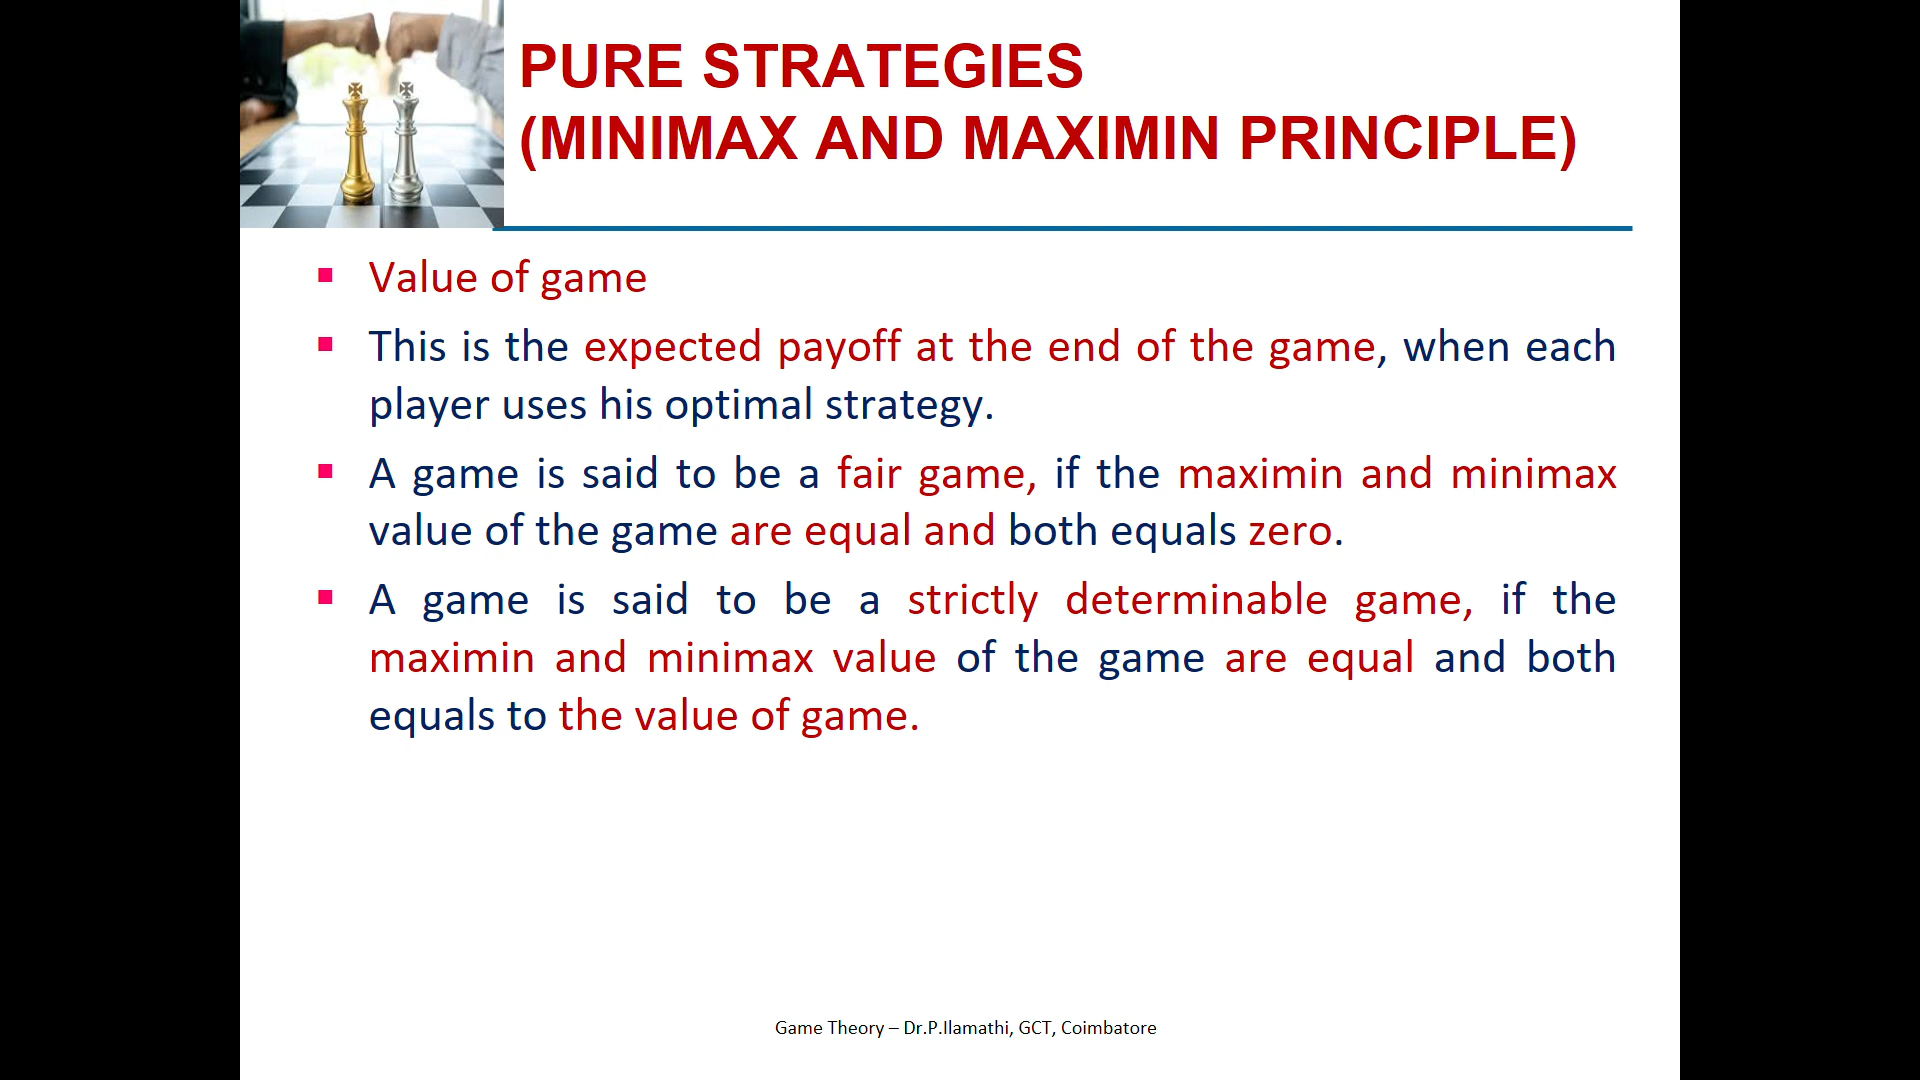 PURE STRATEGIES
(MINIMAX AND MAXIMIN PRINCIPLE)
Value of game
This is the expected payoff at the end of the game, when each
player uses his optimal strategy.
A game is said to be a fair game, if the maximin and minimax
value of the game are equal and both equals zero.
A game is said to be a strictly determinable game, if the
maximin and minimax value of the game are equal and both
equals to the value of game.
Game Theory – Dr.P.Ilamathi, GCT, Coimbatore